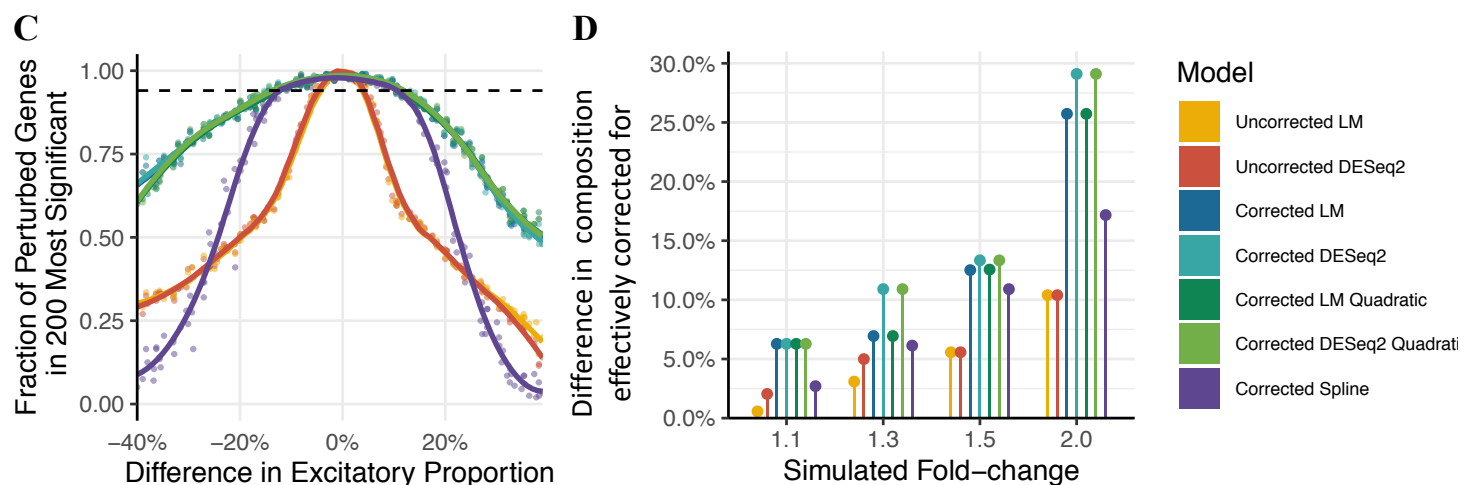 C
Fraction of Perturbed Genes
in 200 Most Significant
1.00
0.75
0.50
0.25
0.00
−40%
−20%
0%
20%
Difference in Excitatory Proportion
D
Difference in composition
effectively corrected for
30.0%
25.0%
20.0%
15.0%
10.0%
5.0%
0.0%
1.1
1.3
1.5
2.0
Simulated Fold−change
Model
Uncorrected LM
Uncorrected DESeq2
Corrected LM
Corrected DESeq2
Corrected LM Quadratic
Corrected DESeq2 Quadrati
Corrected Spline